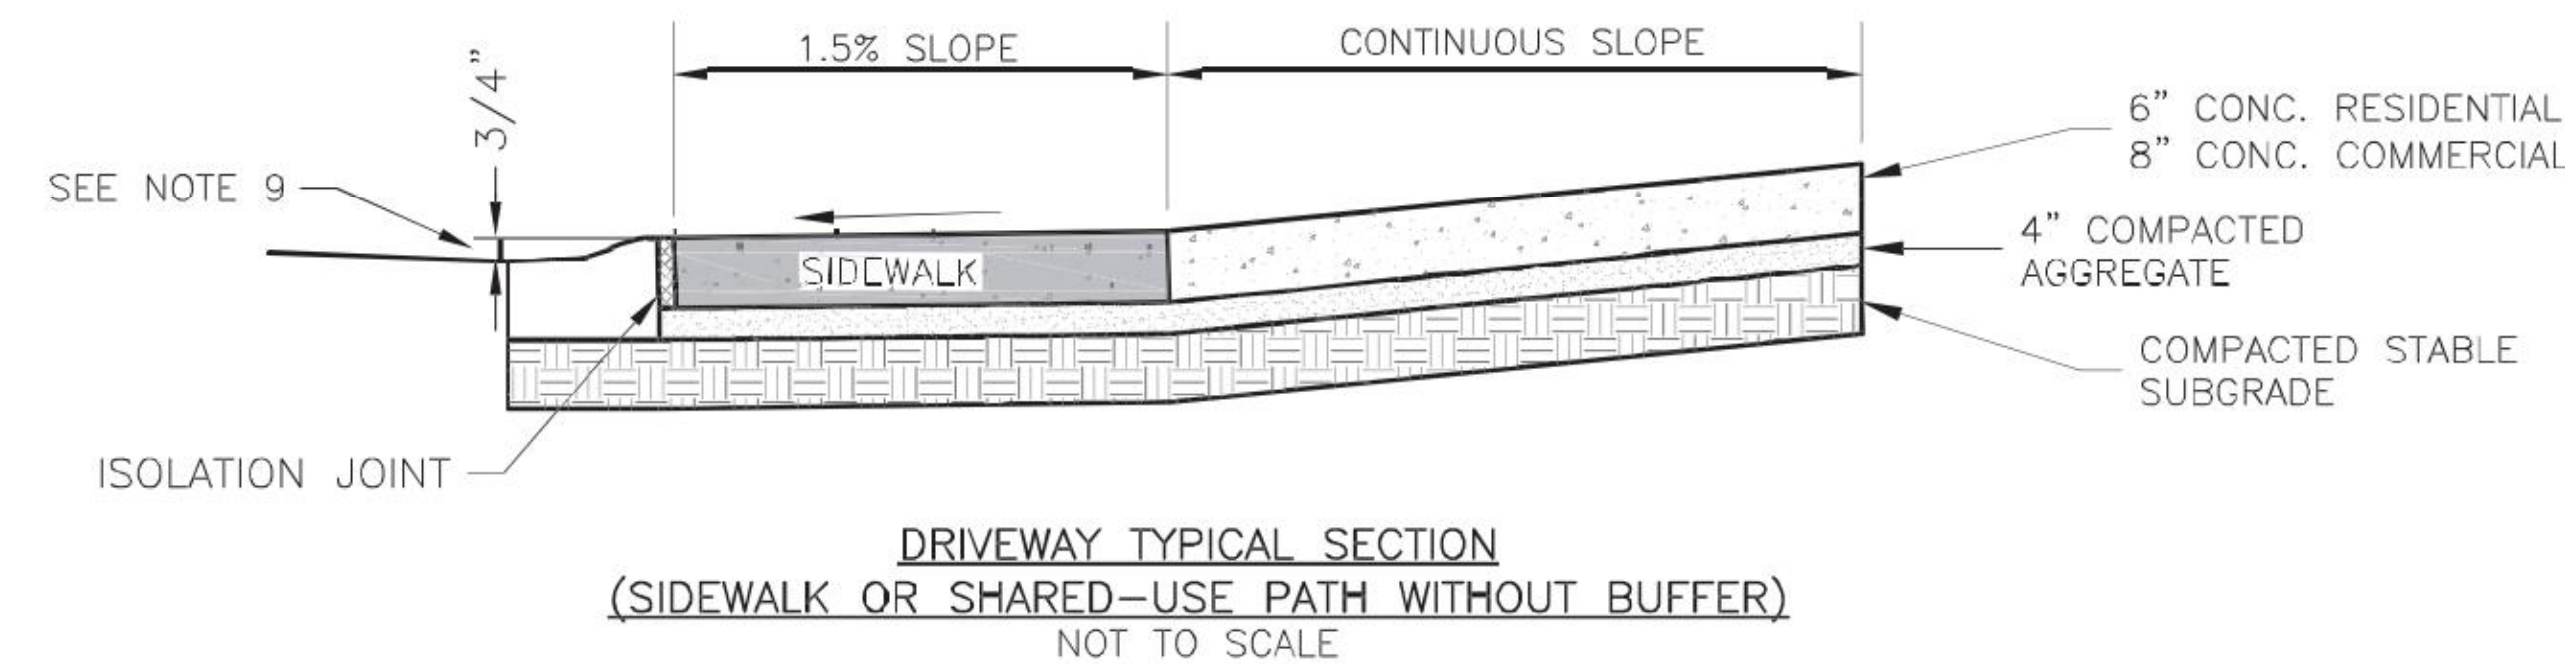 1.5% SLOPE
CONTINUOUS SLOPE
3/4”
6” CONC. RESIDENTIAL
8” CONC. COMMERCIAL
SEE NOTE 9
4” COMPACTED
AGGREGATE
SIDEWALK
COMPACTED STABLE
SUBGRADE
ISOLATION JOINT
DRIVEWAY TYPICAL SECTION
(SIDEWALK OR SHARED–USE PATH WITHOUT BUFFER)
NOT TO SCALE